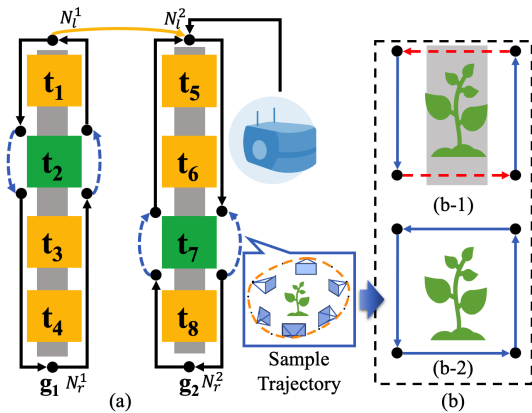 N_l^1
N_l^2
t_1
t_5
t_2
t_6
t_3
t_7
t_4
t_8
g_1
N_r^1
(a)
g_2
N_r^2
Sample
Trajectory
(b-1)
(b-2)
(b)